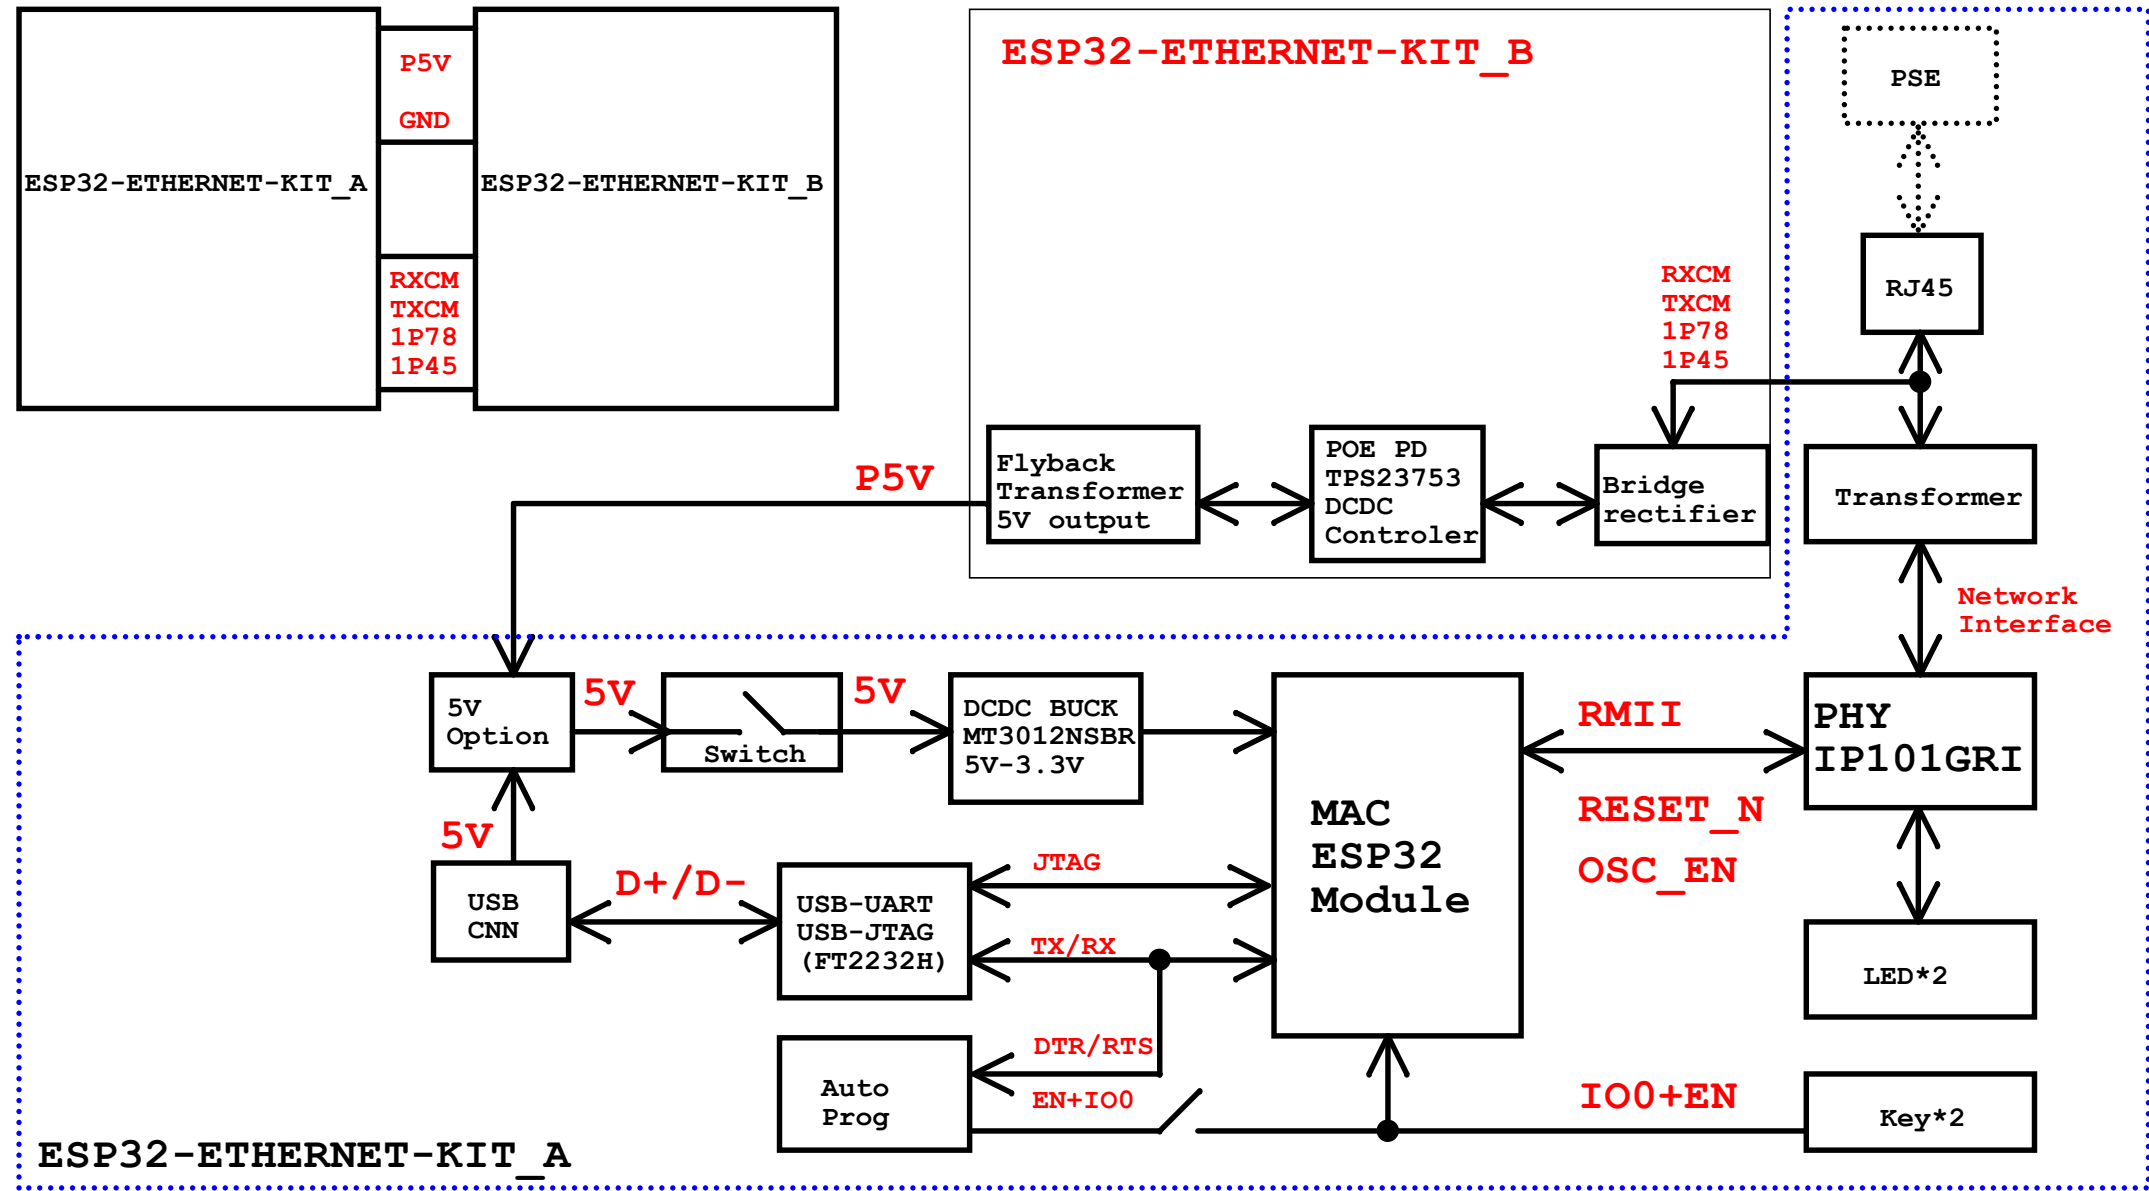 P5V
GND
ESP32-ETHERNET-KIT_A
ESP32-ETHERNET-KIT_B
RXCM
TXCM
1P78
1P45
ESP32-ETHERNET-KIT_B
PSE
RJ45
RXCM
TXCM
1P78
1P45
P5V
Flyback
Transformer
5V output
POE PD
TPS23753
DCDC
Controler
Bridge
rectifier
Transformer
Network
Interface
5V
Option
5V
Switch
5V
DCDC BUCK
MT3012NSBR
5V-3.3V
MAC
ESP32
Module
RMII
RESET_N
OSC_EN
PHY
IP101GRI
5V
USB
CNN
D+/D-
USB-UART
USB-JTAG
(FT2232H)
JTAG
TX/RX
LED*2
DTR/RTS
EN+IO0
Auto
Prog
IO0+EN
Key*2
ESP32-ETHERNET-KIT_A